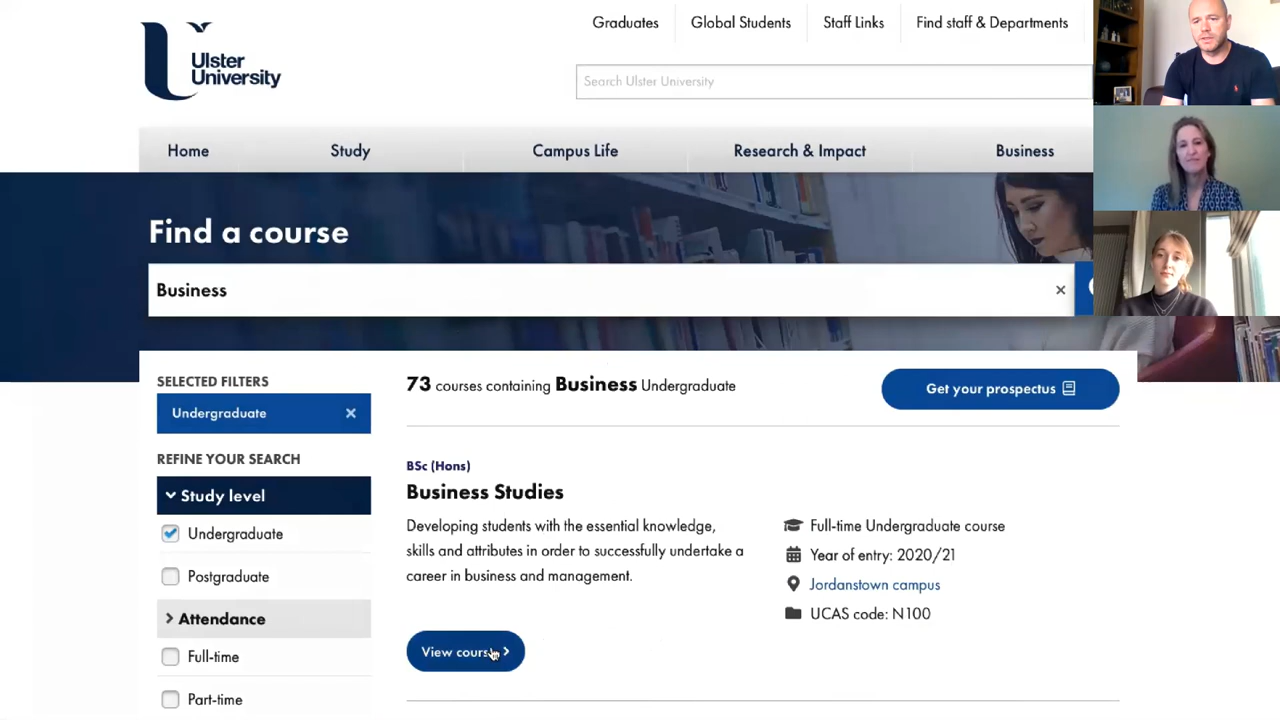 Graduates
Global Students
Staff Links
Find staff & Departments
Ulster
University
Search Ulster University
Home
Study
Campus Life
Research & Impact
Business
Find a course
Business
SELECTED FILTERS
Undergraduate
73 courses containing Business Undergraduate
Get your prospectus
REFINE YOUR SEARCH
Study level
Undergraduate
Postgraduate
Attendance
Full-time
Part-time
BSc (Hons)
Business Studies
Developing students with the essential knowledge,
skills and attributes in order to successfully undertake a
career in business and management.
Full-time Undergraduate course
Year of entry: 2020/21
Jordanstown campus
UCAS code: N100
View course